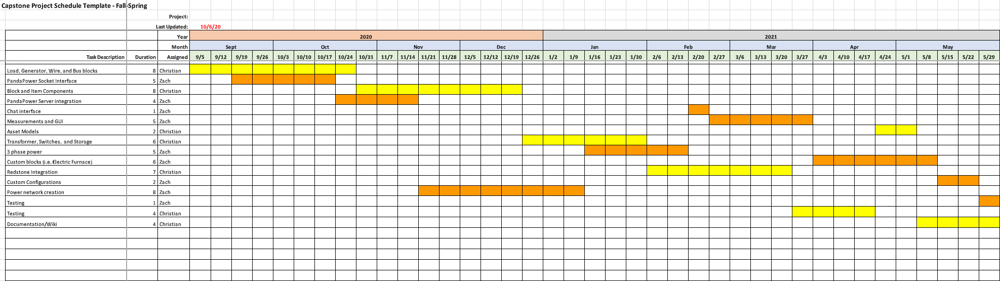 Capstone Project Schedule Template - Fall-Spring
Project:
Last Updated: 10/6/20
Year 2020 2021
Month Sept Oct Nov Dec Jan Feb Mar Apr May
Task Description Duration Assigned 9/5 9/12 9/19 9/26 10/3 10/10 10/17 10/24 10/31 11/7 11/14 11/21 11/28 12/5 12/12 12/19 12/26 1/2 1/9 1/16 1/23 1/30 2/6 2/13 2/20 2/27 3/6 3/13 3/20 3/27 4/3 4/10 4/17 4/24 5/1 5/8 5/15 5/22 5/29
Load, Generator, Wire, and Bus blocks 8 Christian
PandaPower Socket Interface 5 Zach
Block and Item Components 8 Christian
PandaPower Server integration 4 Zach
Chat interface 1 Zach
Measurements and GUI 5 Zach
Asset Models 2 Christian
Transformer, Switches, and Storage 6 Christian
3 phase power 5 Zach
Custom blocks (i.e. Electric Furnace) 6 Zach
Redstone Integration 7 Christian
Custom Configurations 2 Zach
Power network creation 8 Zach
Testing 1 Zach
Testing 4 Christian
Documentation/Wiki 4 Christian